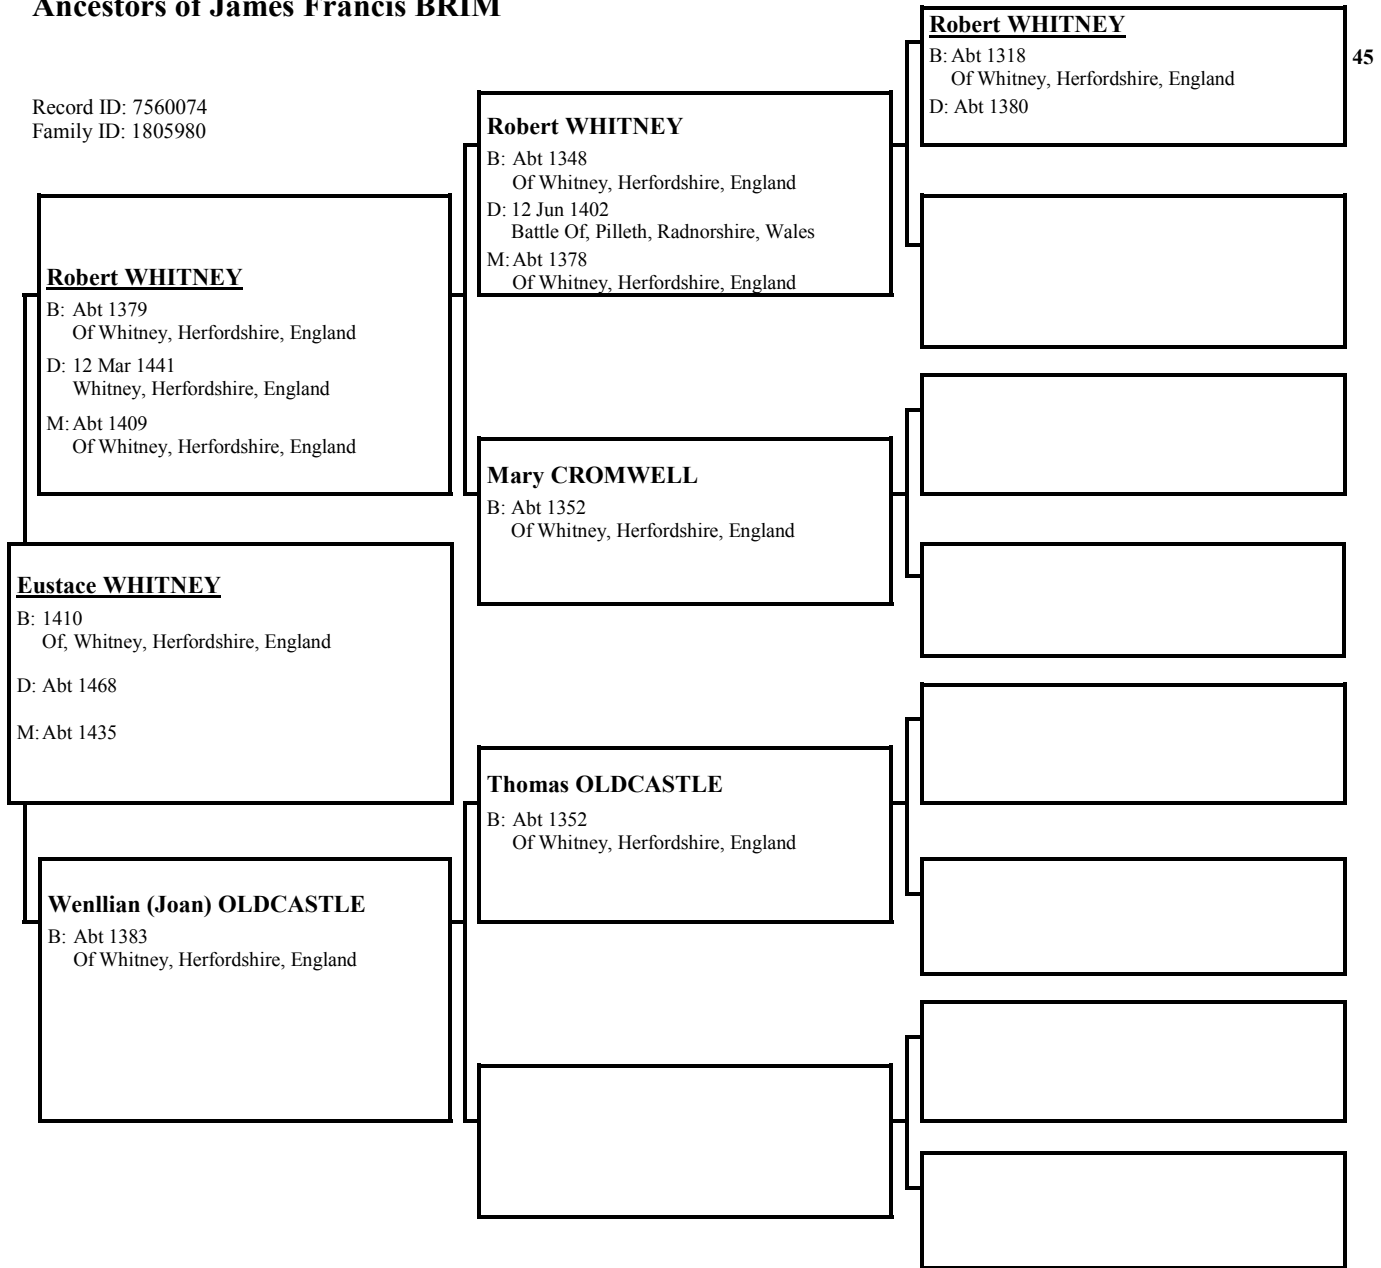 Ancestors of James Francis BRIM
Record ID: 7560074
Family ID: 1805980
Robert WHITNEY
B: Abt 1379
Of Whitney, Herfordshire, England
D: 12 Mar 1441
Whitney, Herfordshire, England
M: Abt 1409
Of Whitney, Herfordshire, England
Eustace WHITNEY
B: 1410
Of, Whitney, Herfordshire, England
D: Abt 1468
M: Abt 1435
Wenllian (Joan) OLDCASTLE
B: Abt 1383
Of Whitney, Herfordshire, England
Robert WHITNEY
B: Abt 1348
Of Whitney, Herfordshire, England
D: 12 Jun 1402
Battle Of, Pilleth, Radnorshire, Wales
M: Abt 1378
Of Whitney, Herfordshire, England
Mary CROMWELL
B: Abt 1352
Of Whitney, Herfordshire, England
Thomas OLDCASTLE
B: Abt 1352
Of Whitney, Herfordshire, England
Robert WHITNEY
B: Abt 1318
Of Whitney, Herfordshire, England
D: Abt 1380
45